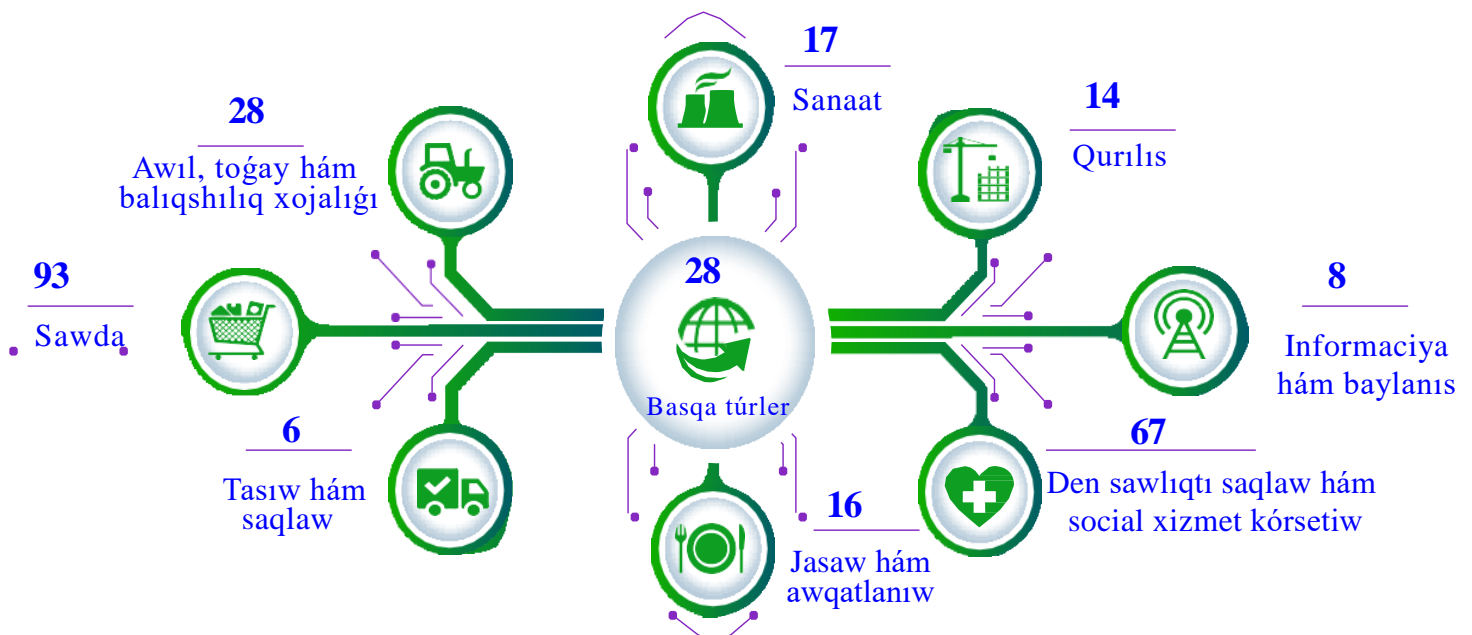 17
Sanaat
14
Qurılıs
28
Awıl, toǵay hám
balıqshılıq xojalıǵı
93
Sawda
28
Basqa túrler
8
Informaciya
hám baylanıs
6
Tasıw hám
saqlaw
67
Den sawlıqtı saqlaw hám
social xizmet kórsetiw
16
Jasaw hám
awqatlanıw